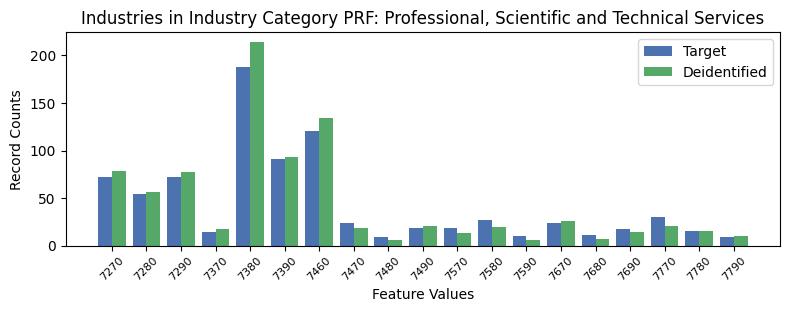 Industries in Industry Category PRF: Professional, Scientific and Technical Services
Target
Deidentified
Record Counts
200
150
100
50
0
7270 7280 7290 7370 7380 7390 7460 7470 7480 7490 7570 7580 7590 7670 7680 7690 7770 7780 7790
Feature Values